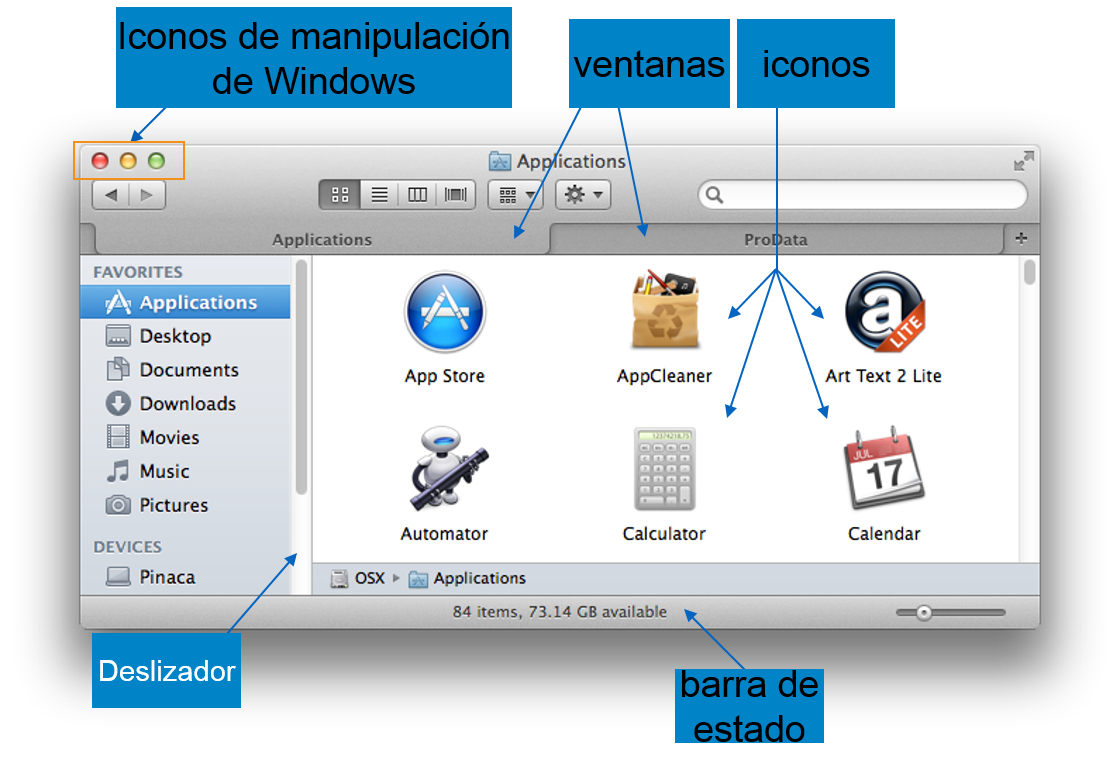 Iconos de manipulación
de Windows
ventanas
iconos
Applications
Applications
ProData
FAVORITES
Applications
Desktop
Documents
Downloads
Movies
Music
Pictures
DEVICES
Pinaca
App Store
AppCleaner
a
LITE
Art Text 2 Lite
Automator
12374218.75
Calculator
JUL
17
Calendar
OSX
Applications
84 items, 73.14 GB available
Deslizador
barra de
estado